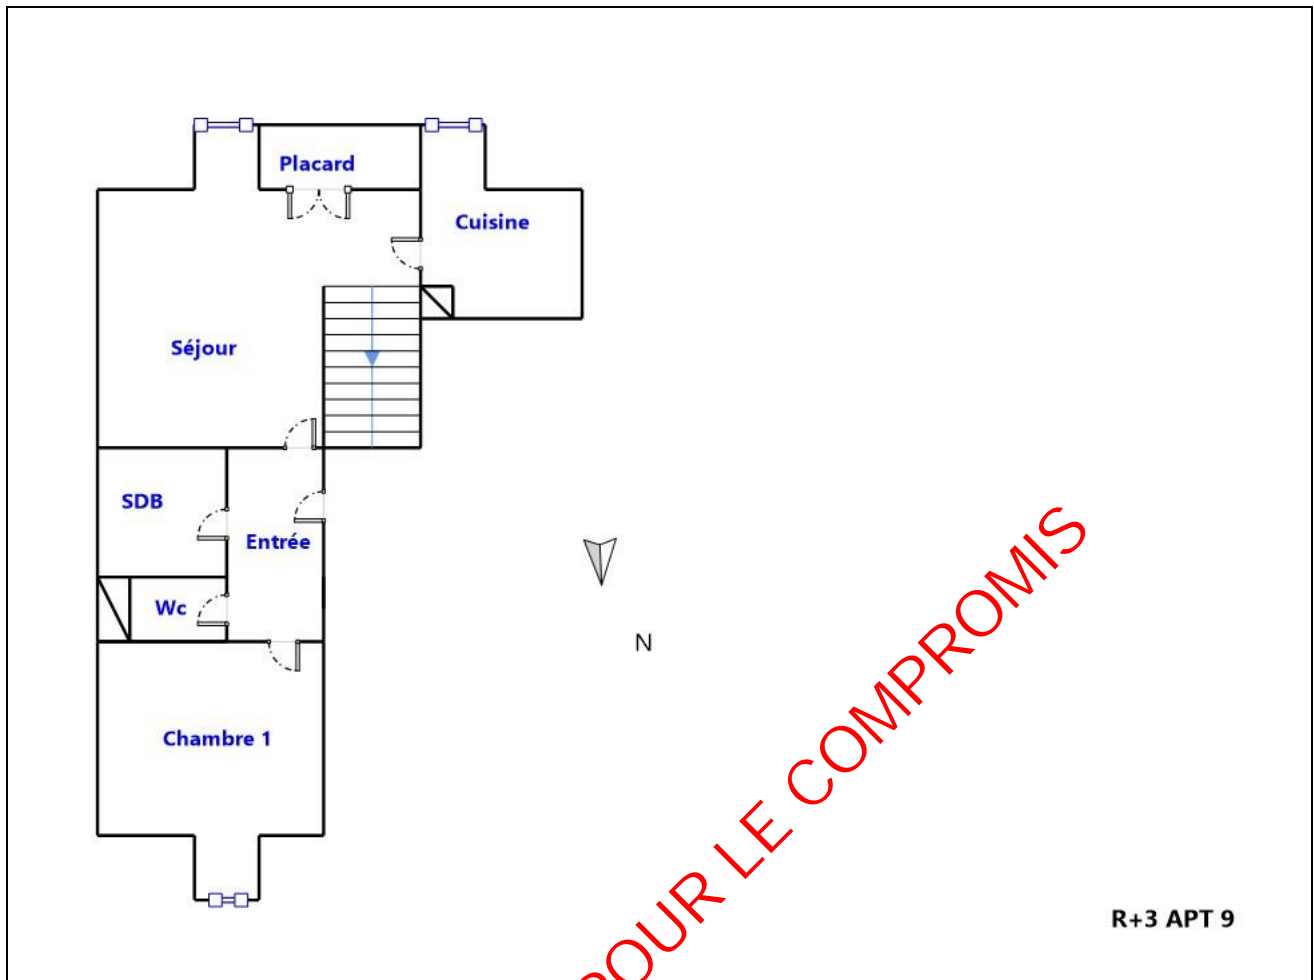 Placard
Cuisine
Séjour
SDB
Entrée
Wc
N
Chambre 1
POUR LE COMPROMIS
R+3 APT 9